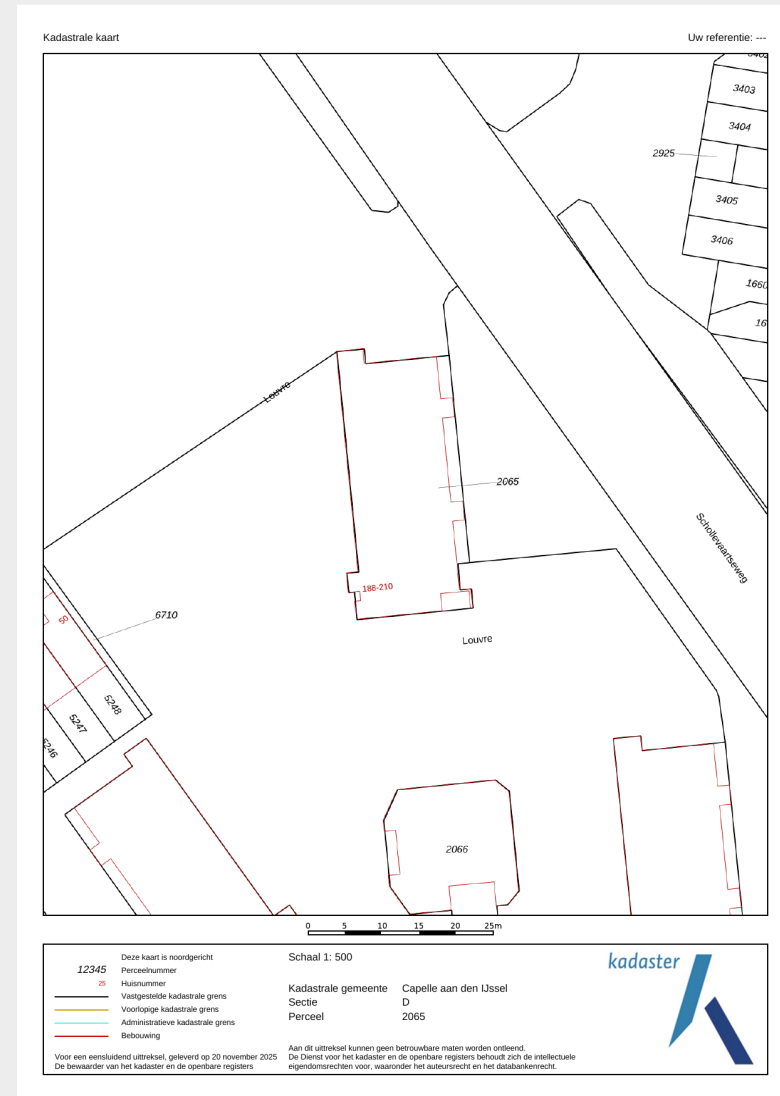 Kadastrale kaart
Uw referentie: ---
3403
3404
2925
3405
3406
1660
16
Louvre
2065
Schollevaartseweg
188-210
6710
50
Louvre
5248
5247
5246
2066
0 5 10 15 20 25m
Deze kaart is noordgericht
12345 Perceelnummer
25 Huisnummer
Vastgestelde kadastrale grens
Voorlopige kadastrale grens
Administratieve kadastrale grens
Bebouwing
Voor een eensluidend uittreksel, geleverd op 20 november 2025
De bewaarder van het kadaster en de openbare registers
Schaal 1: 500
Kadastrale gemeente Capelle aan den IJssel
Sectie D
Perceel 2065
Aan dit uittreksel kunnen geen betrouwbare maten worden ontleend.
De Dienst voor het kadaster en de openbare registers behoudt zich de intellectuele
eigendomsrechten voor, waaronder het auteursrecht en het databankenrecht.
kadaster